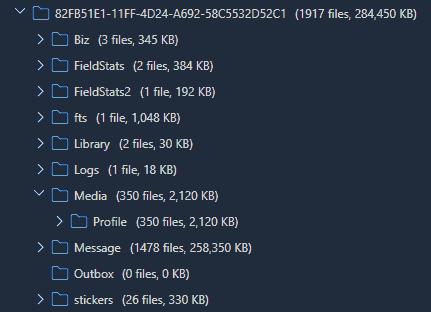 82FB51E1-11FF-4D24-A692-58C5532D52C1 (1917 files, 284,450 KB)
Biz (3 files, 345 KB)
FieldStats (2 files, 384 KB)
FieldStats2 (1 file, 192 KB)
fts (1 file, 1,048 KB)
Library (2 files, 30 KB)
Logs (1 file, 18 KB)
Media (350 files, 2,120 KB)
Profile (350 files, 2,120 KB)
Message (1478 files, 258,350 KB)
Outbox (0 files, 0 KB)
stickers (26 files, 330 KB)